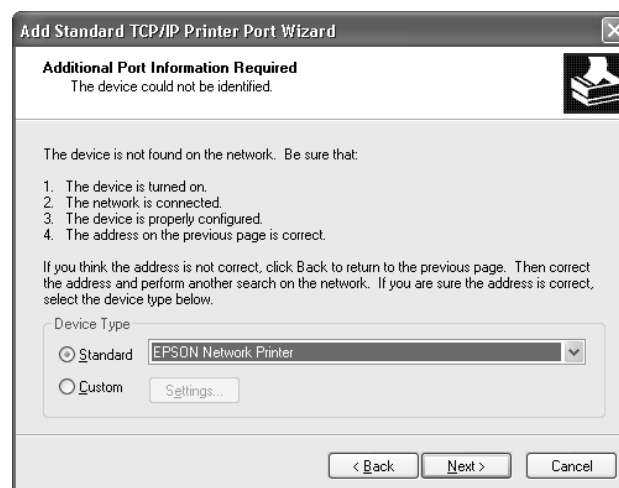 Add Standard TCP/IP Printer Port Wizard
Additional Port Information Required
The device could not be identified.
The device is not found on the network. Be sure that:
1. The device is turned on.
2. The network is connected.
3. The device is properly configured.
4. The address on the previous page is correct.
If you think the address is not correct, click Back to return to the previous page. Then correct
the address and perform another search on the network. If you are sure the address is correct,
select the device type below.
Device Type
Standard EPSON Network Printer
Custom Settings...
< Back Next > Cancel